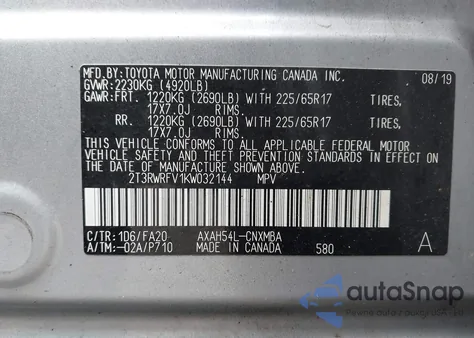 MFD.BY:TOYOTA MOTOR MANUFACTURING CANADA INC.
08/19
GVWR:2230KG (4920LB)
GAWR:FRT. 1220KG (2690LB) WITH 225/65R17 TIRES,
17X7.0J RIMS.
RR. 1220KG (2690LB) WITH 225/65R17 TIRES,
17X7.0J RIMS.
THIS VEHICLE CONFORMS TO ALL APPLICABLE FEDERAL MOTOR
VEHICLE SAFETY STANDARDS IN EFFECT ON THE DATE OF
MANUFACTURE SHOWN ABOVE.
2T3RWRFV1KW032144 MPV
C/TR:1D6/FA20 AXAH54L-CNXMBA
A/TM:-02A/P710 MADE IN CANADA 580
A
autoSnap
Powered by AutoSnap